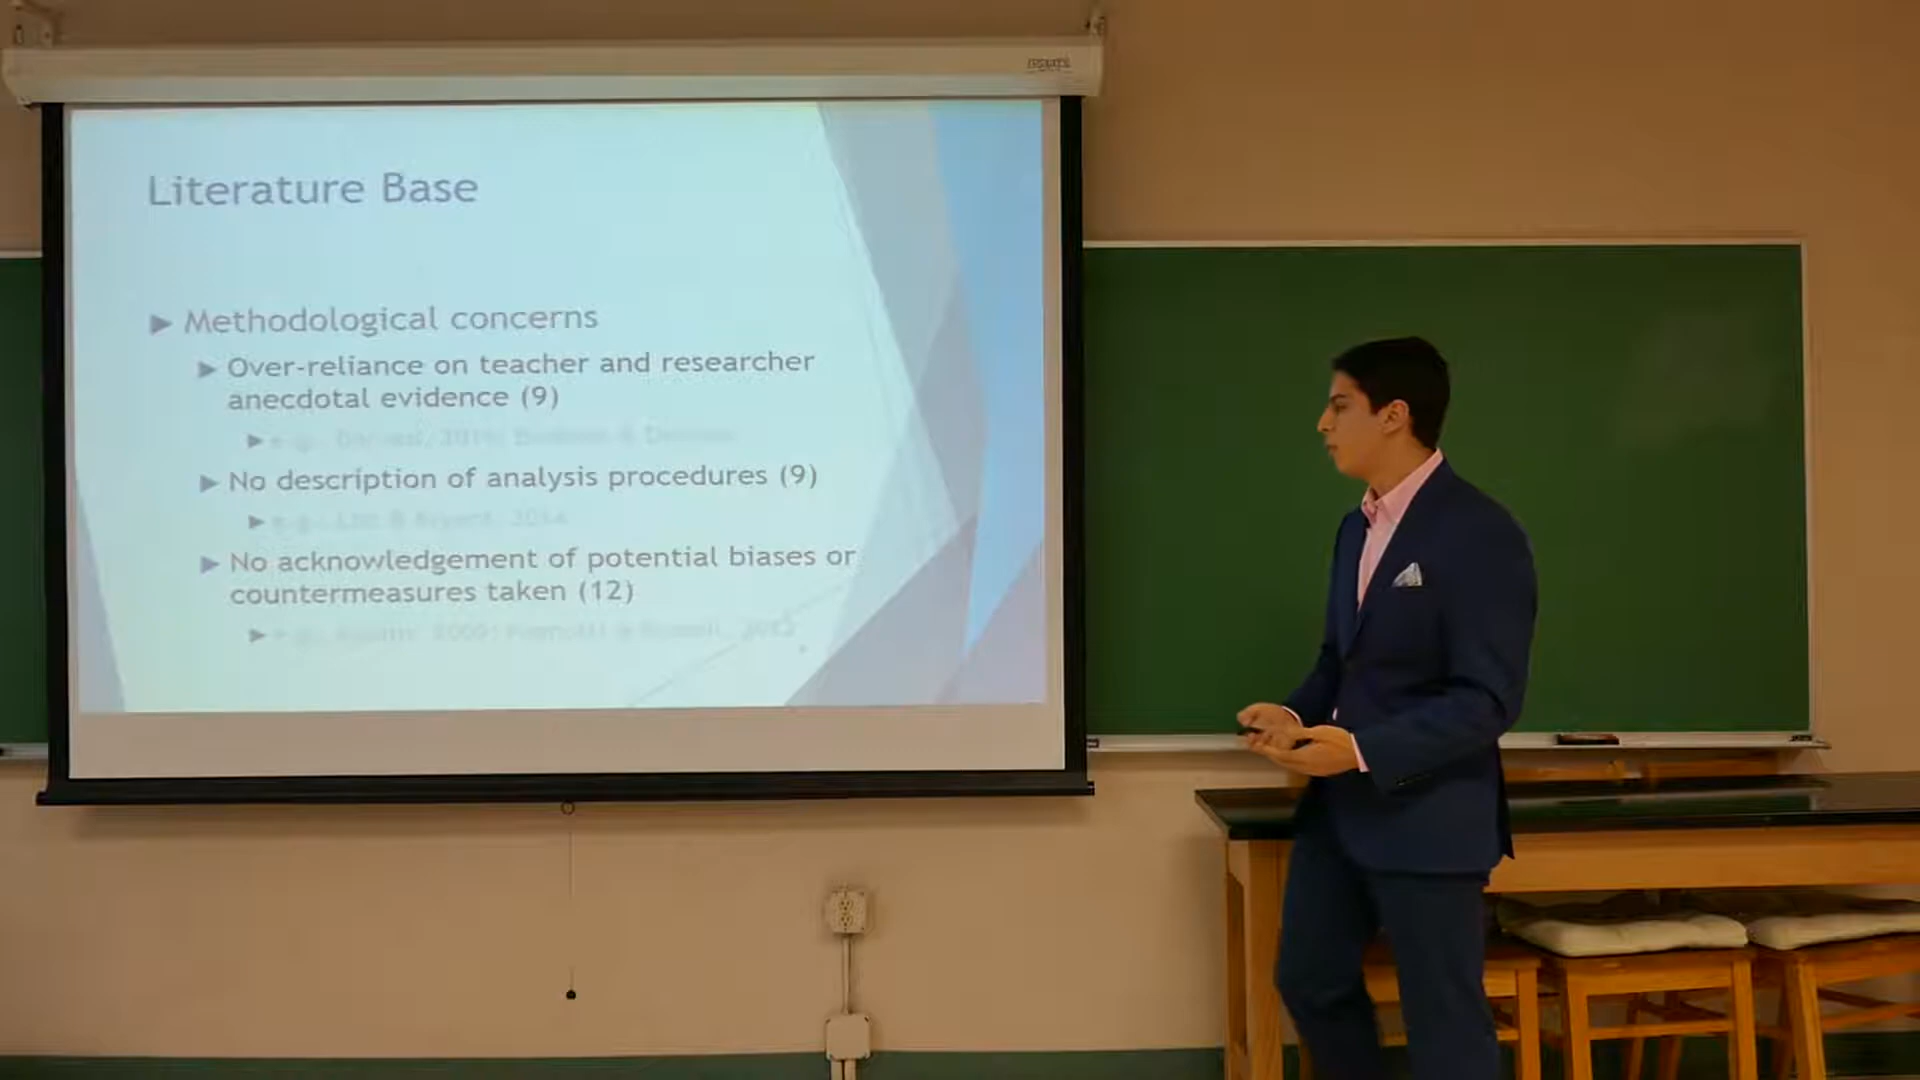 Literature Base
Methodological concerns
Over-reliance on teacher and researcher
anecdotal evidence (9)
No description of analysis procedures (9)
No acknowledgement of potential biases or
countermeasures taken (12)